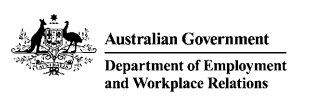 Australian Government
Department of Employment
and Workplace Relations